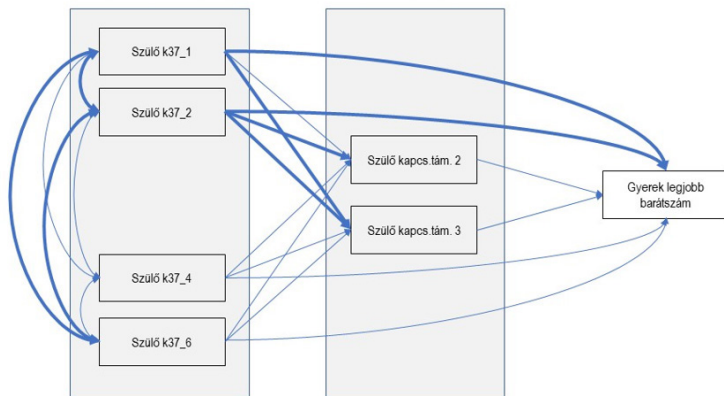 Szülő k37_1
Szülő k37_2
Szülő kapcs.tám. 2
Gyerek legjobb
barátszám
Szülő kapcs.tám. 3
Szülő k37_4
Szülő k37_6